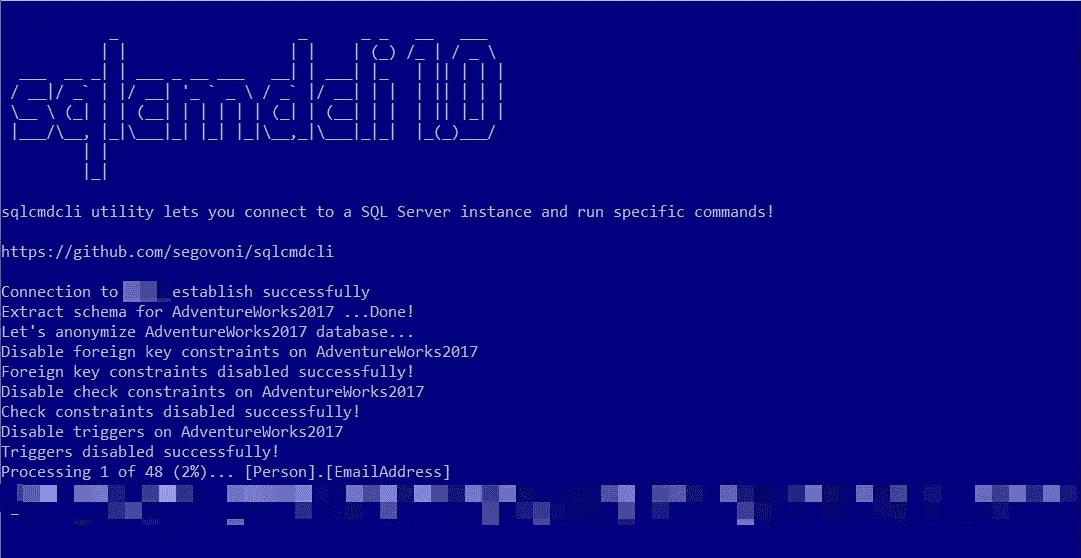 sqlcmdcli 1.0
sqlcmdcli utility lets you connect to a SQL Server instance and run specific commands!
https://github.com/segovoni/sqlcmdcli
Connection to establish successfully
Extract schema for AdventureWorks2017 ...Done!
Let's anonymize AdventureWorks2017 database...
Disable foreign key constraints on AdventureWorks2017
Foreign key constraints disabled successfully!
Disable check constraints on AdventureWorks2017
Check constraints disabled successfully!
Disable triggers on AdventureWorks2017
Triggers disabled successfully!
Processing 1 of 48 (2%)... [Person].[EmailAddress]